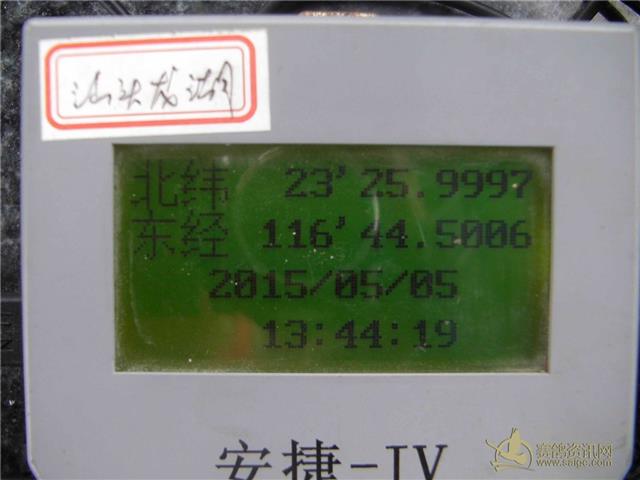 汕头龙湖
北纬 23'25.9997
东经 116'44.5006
2015/05/05
13:44:19
安捷-IV
赛鸽资讯网
www.saige.com